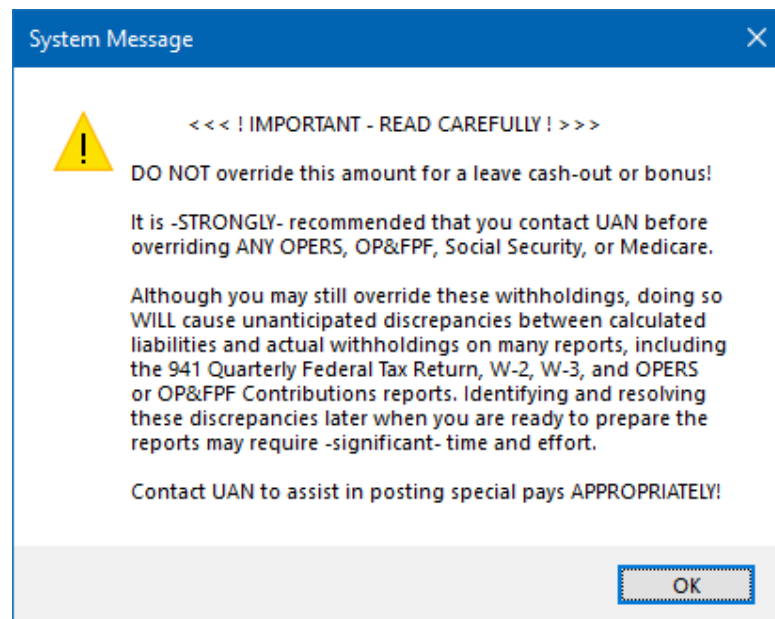 System Message
< < < ! IMPORTANT - READ CAREFULLY ! > > >
DO NOT override this amount for a leave cash-out or bonus!
It is -STRONGLY- recommended that you contact UAN before
overriding ANY OPERS, OP&FPF, Social Security, or Medicare.
Although you may still override these withholdings, doing so
WILL cause unanticipated discrepancies between calculated
liabilities and actual withholdings on many reports, including
the 941 Quarterly Federal Tax Return, W-2, W-3, and OPERS
or OP&FPF Contributions reports. Identifying and resolving
these discrepancies later when you are ready to prepare the
reports may require -significant- time and effort.
Contact UAN to assist in posting special pays APPROPRIATELY!
OK